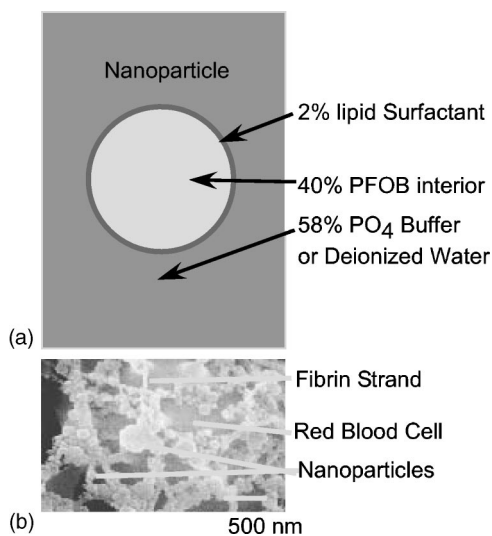 Nanoparticle
2% lipid Surfactant
40% PFOB interior
58% PO4 Buffer
or Deionized Water
(a)
Fibrin Strand
Red Blood Cell
Nanoparticles
(b)
500 nm